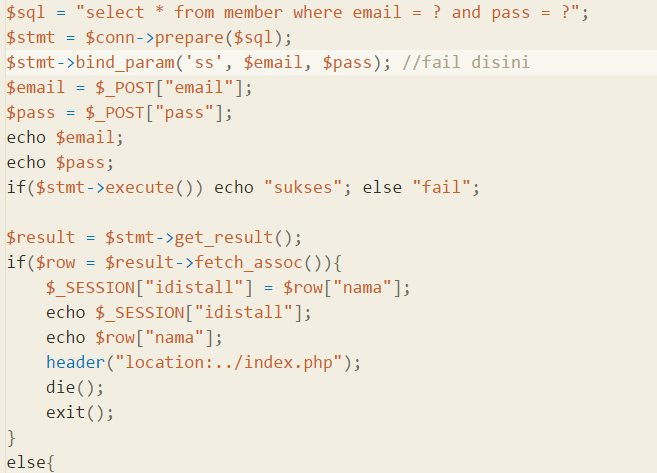 $sql = "select * from member where email = ? and pass = ?";
$stmt = $conn->prepare($sql);
$stmt->bind_param('ss', $email, $pass); //fail disini
$email = $_POST["email"];
$pass = $_POST["pass"];
echo $email;
echo $pass;
if($stmt->execute()) echo "sukses"; else "fail";

$result = $stmt->get_result();
if($row = $result->fetch_assoc()){
    $_SESSION["idistall"] = $row["nama"];
    echo $_SESSION["idistall"];
    echo $row["nama"];
    header("location:../index.php");
    die();
    exit();
}
else{